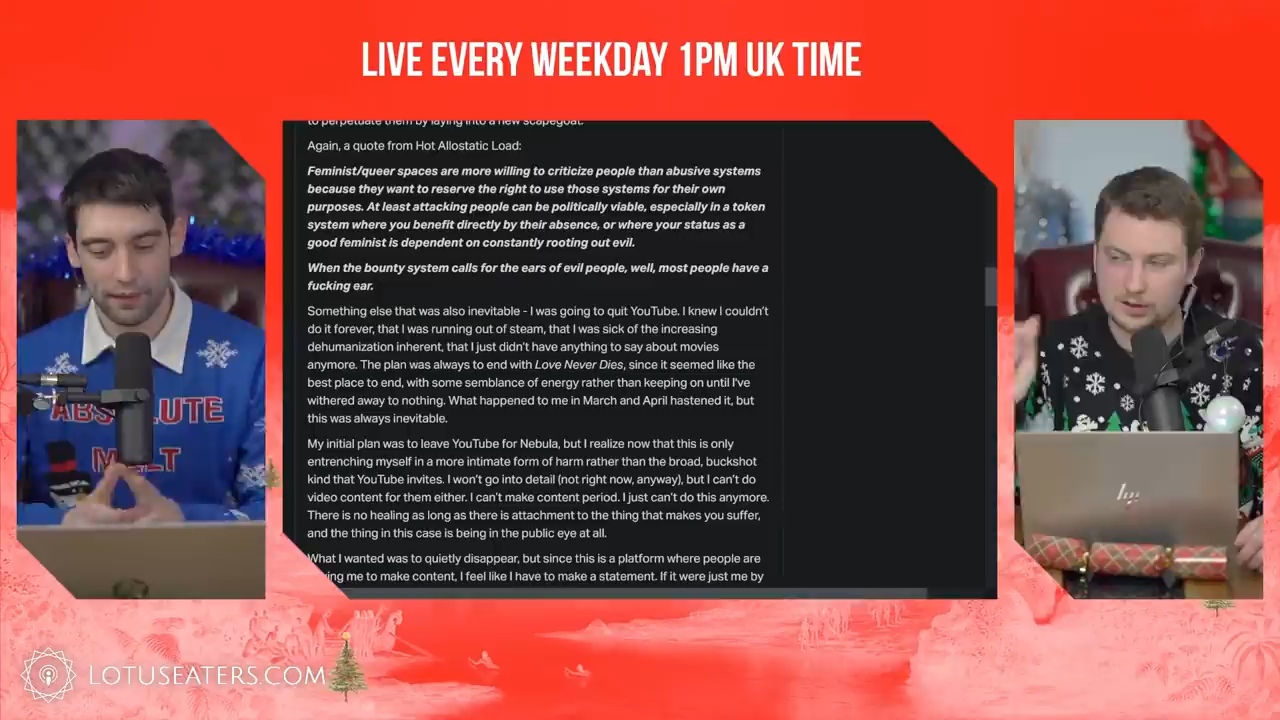 LIVE EVERY WEEKDAY 1PM UK TIME
to perpetuate them by laying into a new scapegoat.
Again, a quote from Hot Allostatic Load:
Feminist/queer spaces are more willing to criticize people than abusive systems
because they want to reserve the right to use those systems for their own
purposes. At least attacking people can be politically viable, especially in a token
system where you benefit directly by their absence, or where your status as a
good feminist is dependent on constantly rooting out evil.
When the bounty system calls for the ears of evil people, well, most people have a
fucking ear.
Something else that was also inevitable - I was going to quit YouTube. I knew I couldn't
do it forever, that I was running out of steam, that I was sick of the increasing
dehumanization inherent, that I just didn't have anything to say about movies
anymore. The plan was always to end with Love Never Dies, since it seemed like the
best place to end, with some semblance of energy rather than keeping on until I've
withered away to nothing. What happened to me in March and April hastened it, but
this was always inevitable.
My initial plan was to leave YouTube for Nebula, but I realize now that this is only
entrenching myself in a more intimate form of harm rather than the broad, buckshot
kind that YouTube invites. I won't go into detail (not right now, anyway), but I can't do
video content for them either. I can't make content period. I just can't do this anymore.
There is no healing as long as there is attachment to the thing that makes you suffer,
and the thing in this case is being in the public eye at all.
What I wanted was to quietly disappear, but since this is a platform where people are
me to make content, I feel like I have to make a statement. If it were just me by
ABSOLUTE
hp
LOTUSEATERS.COM